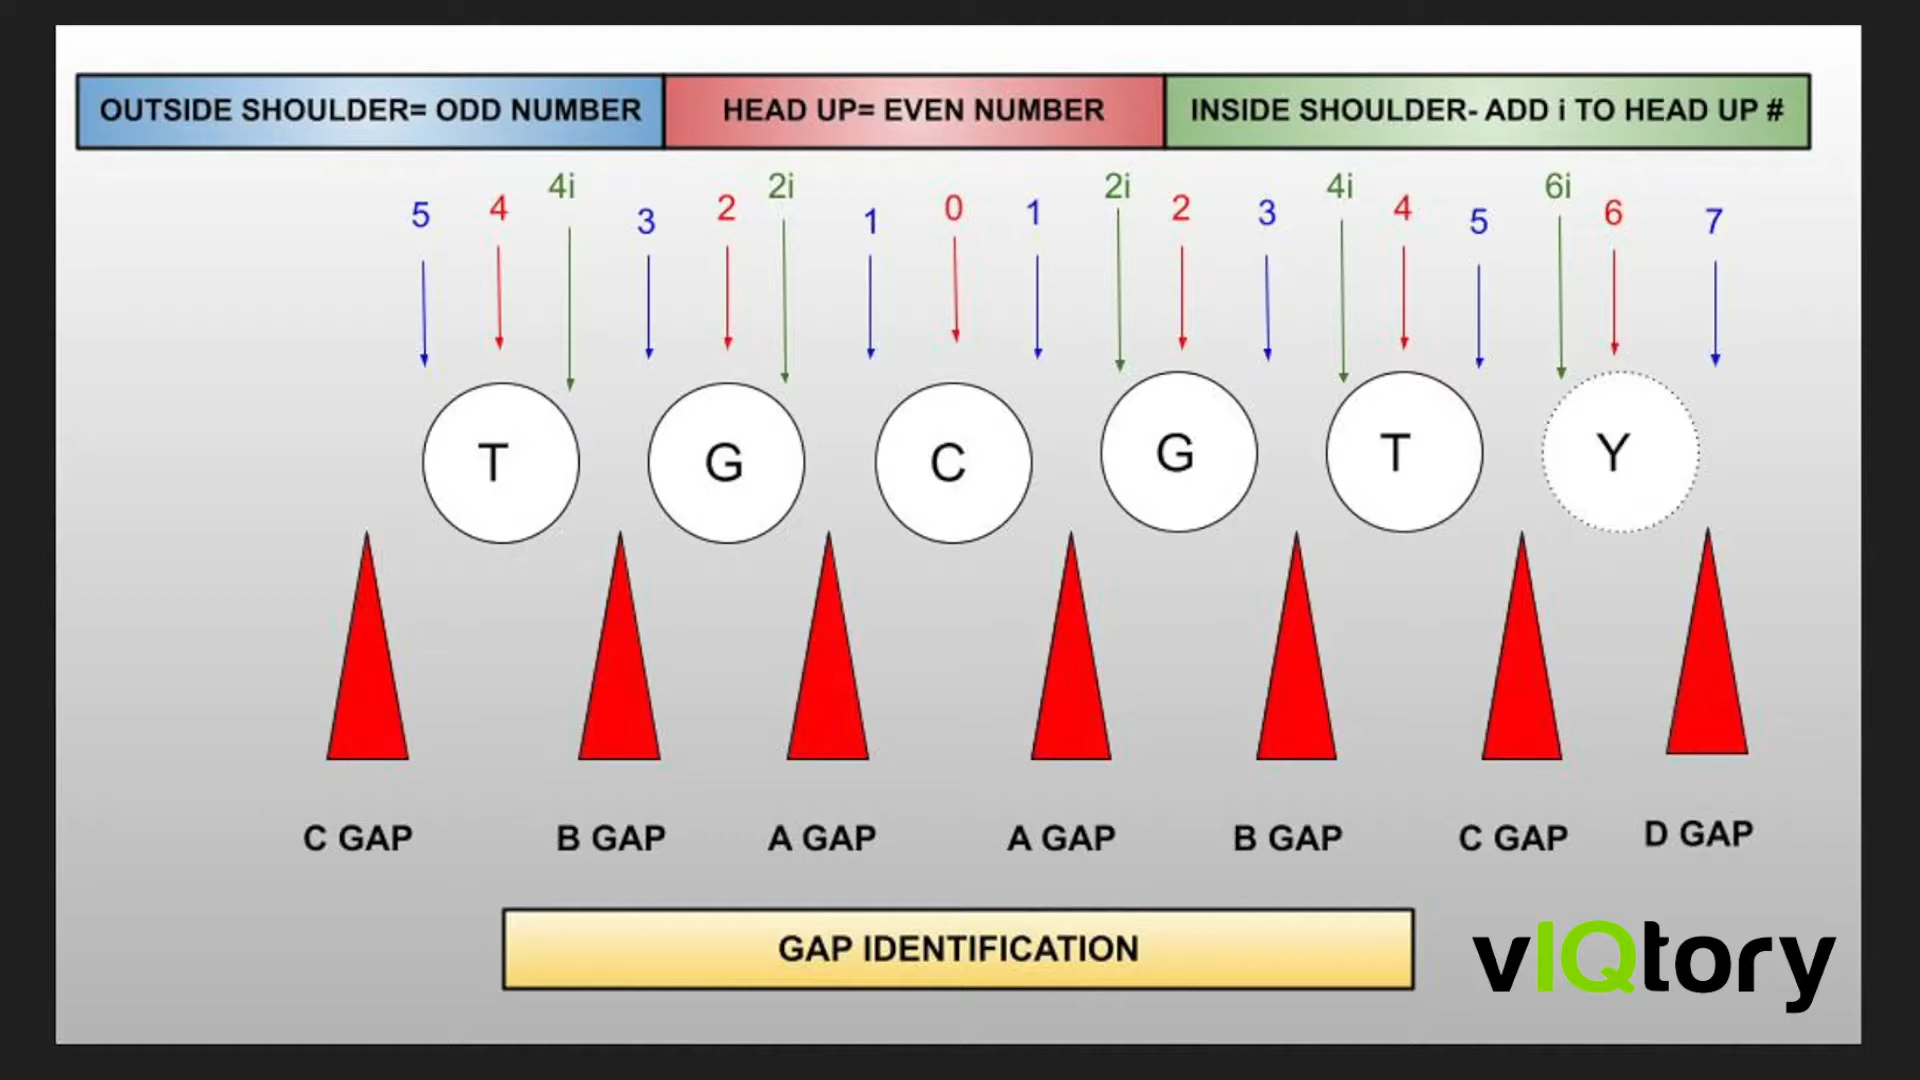 OUTSIDE SHOULDER= ODD NUMBER HEAD UP= EVEN NUMBER INSIDE SHOULDER- ADD i TO HEAD UP #
5 4 4i 3 2 2i 1 0 1 2i 2 3 4i 4 5 6i 6 7
T G C G T Y
C GAP B GAP A GAP A GAP B GAP C GAP D GAP
GAP IDENTIFICATION
vIQtory